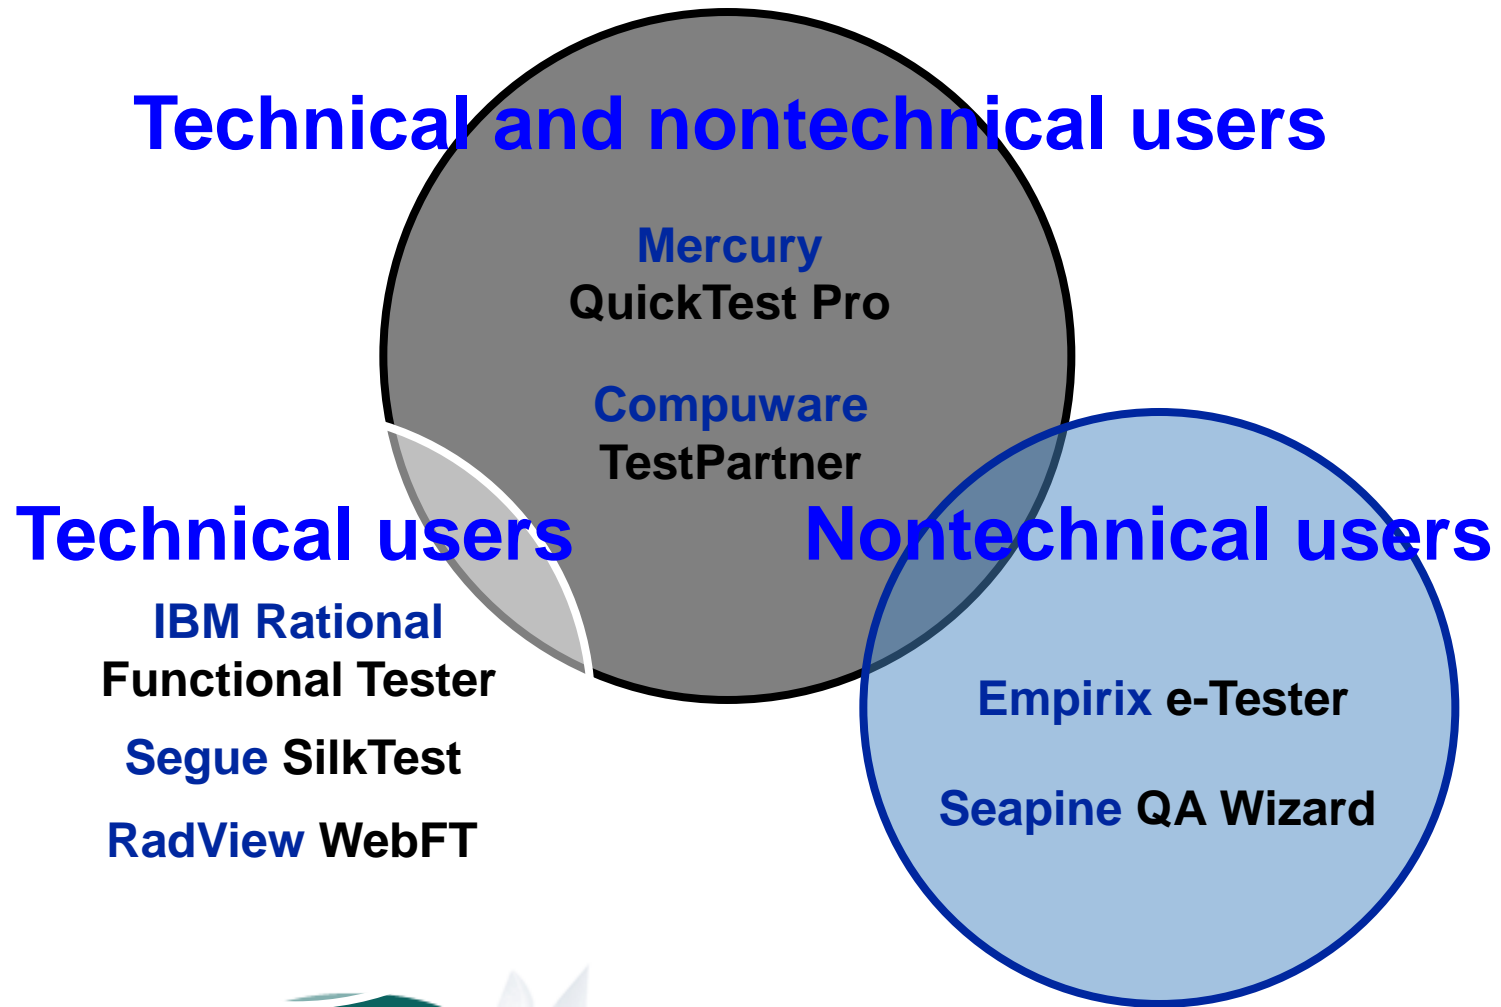 Technical and nontechnical users
Mercury
QuickTest Pro
Compuware
TestPartner
Technical users
IBM Rational
Functional Tester
Segue SilkTest
RadView WebFT
Nontechnical users
Empirix e-Tester
Seapine QA Wizard